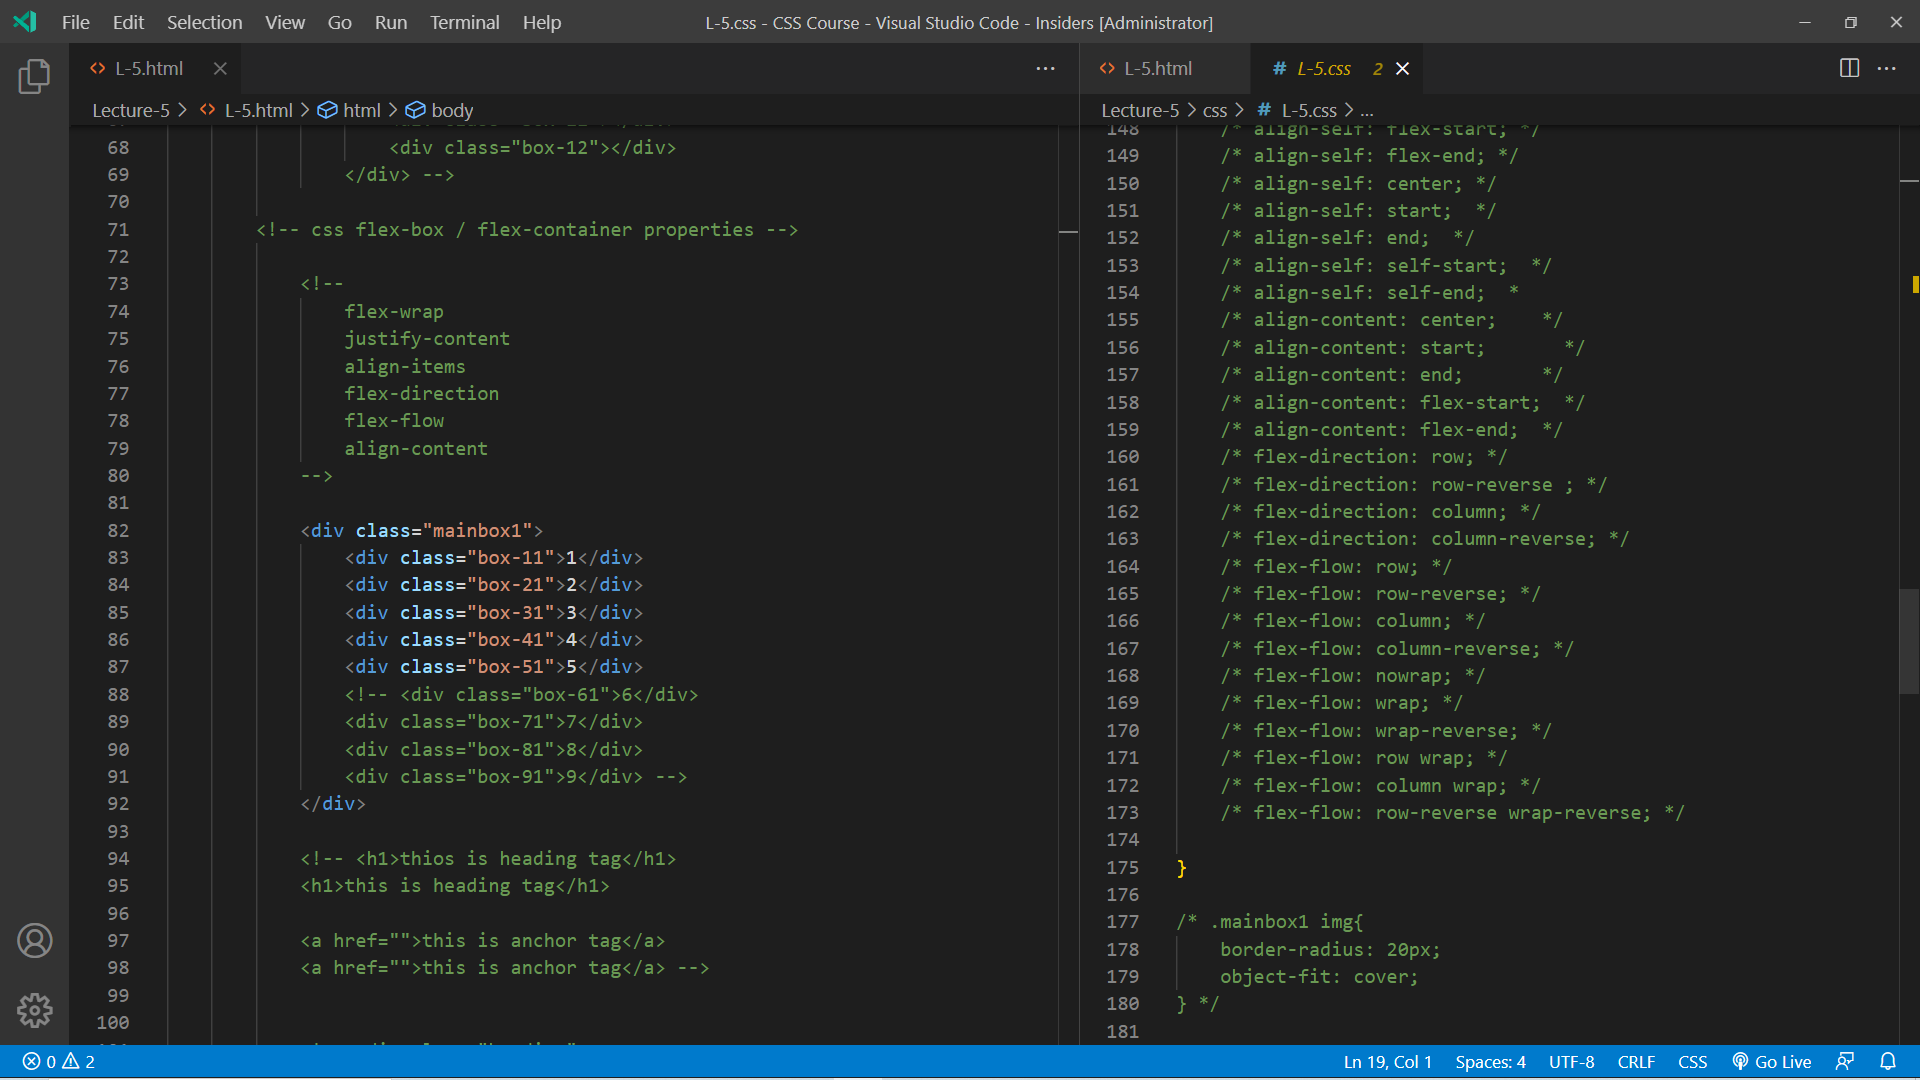 File Edit Selection View Go Run Terminal Help
L-5.css - CSS Course - Visual Studio Code - Insiders [Administrator]
L-5.html
L-5.html
# L-5.css 2
Lecture-5 > L-5.html > html > body
68 <div class="box-12"></div>
69 </div> -->
70
71 <!-- css flex-box / flex-container properties -->
72
73 <!--
74 flex-wrap
75 justify-content
76 align-items
77 flex-direction
78 flex-flow
79 align-content
80 -->
81
82 <div class="mainbox1">
83 <div class="box-11">1</div>
84 <div class="box-21">2</div>
85 <div class="box-31">3</div>
86 <div class="box-41">4</div>
87 <div class="box-51">5</div>
88 <!-- <div class="box-61">6</div>
89 <div class="box-71">7</div>
90 <div class="box-81">8</div>
91 <div class="box-91">9</div> -->
92 </div>
93
94 <!-- <h1>thios is heading tag</h1>
95 <h1>this is heading tag</h1>
96
97 <a href="">this is anchor tag</a>
98 <a href="">this is anchor tag</a> -->
99
100
Lecture-5 > css > # L-5.css > ...
148 /* align-self: flex-start; */
149 /* align-self: flex-end; */
150 /* align-self: center; */
151 /* align-self: start;  */
152 /* align-self: end;  */
153 /* align-self: self-start;  */
154 /* align-self: self-end;  *
155 /* align-content: center;    */
156 /* align-content: start;       */
157 /* align-content: end;       */
158 /* align-content: flex-start;  */
159 /* align-content: flex-end;  */
160 /* flex-direction: row; */
161 /* flex-direction: row-reverse ; */
162 /* flex-direction: column; */
163 /* flex-direction: column-reverse; */
164 /* flex-flow: row; */
165 /* flex-flow: row-reverse; */
166 /* flex-flow: column; */
167 /* flex-flow: column-reverse; */
168 /* flex-flow: nowrap; */
169 /* flex-flow: wrap; */
170 /* flex-flow: wrap-reverse; */
171 /* flex-flow: row wrap; */
172 /* flex-flow: column wrap; */
173 /* flex-flow: row-reverse wrap-reverse; */
174
175 }
176
177 /* .mainbox1 img{
178 border-radius: 20px;
179 object-fit: cover;
180 } */
181
0 2
Ln 19, Col 1 Spaces: 4 UTF-8 CRLF CSS Go Live